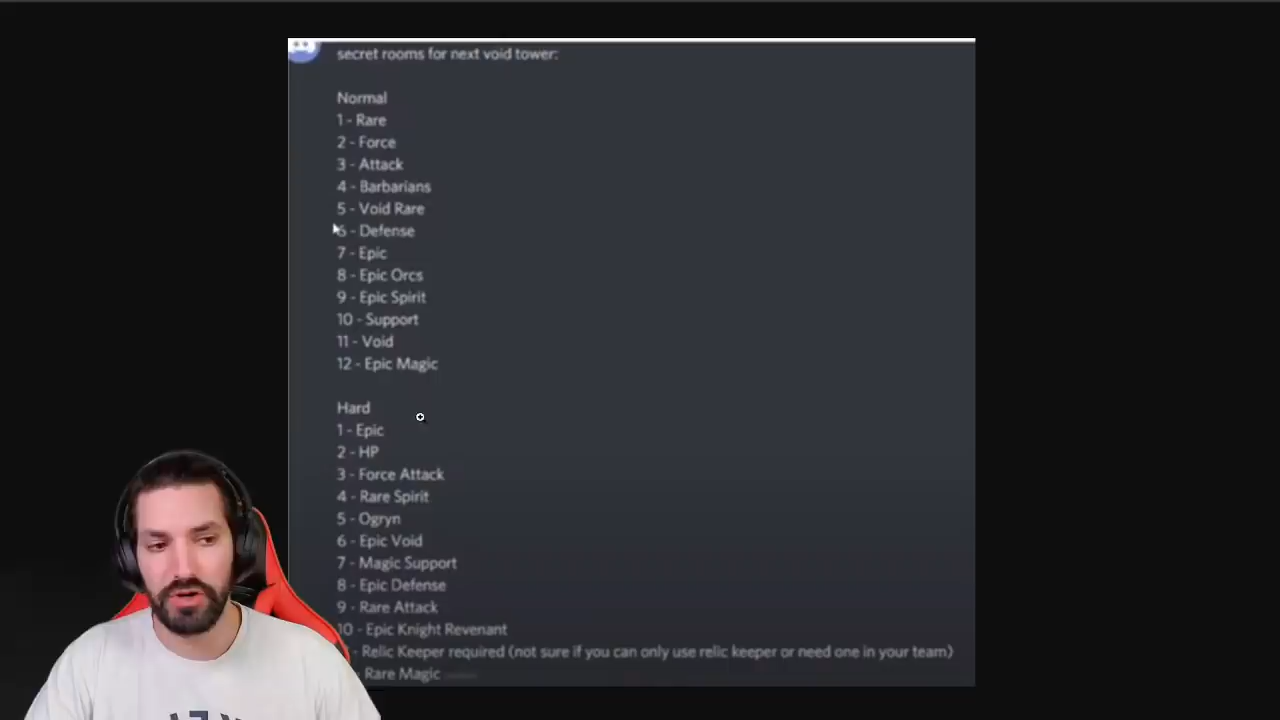 secret rooms for next void tower:
Normal
1 - Rare
2 - Force
3 - Attack
4 - Barbarians
5 - Void Rare
6 - Defense
7 - Epic
8 - Epic Orcs
9 - Epic Spirit
10 - Support
11 - Void
12 - Epic Magic
Hard
1 - Epic
2 - HP
3 - Force Attack
4 - Rare Spirit
5 - Ogryn
6 - Epic Void
7 - Magic Support
8 - Epic Defense
9 - Rare Attack
10 - Epic Knight Revenant
- Relic Keeper required (not sure if you can only use relic keeper or need one in your team)
Rare Magic